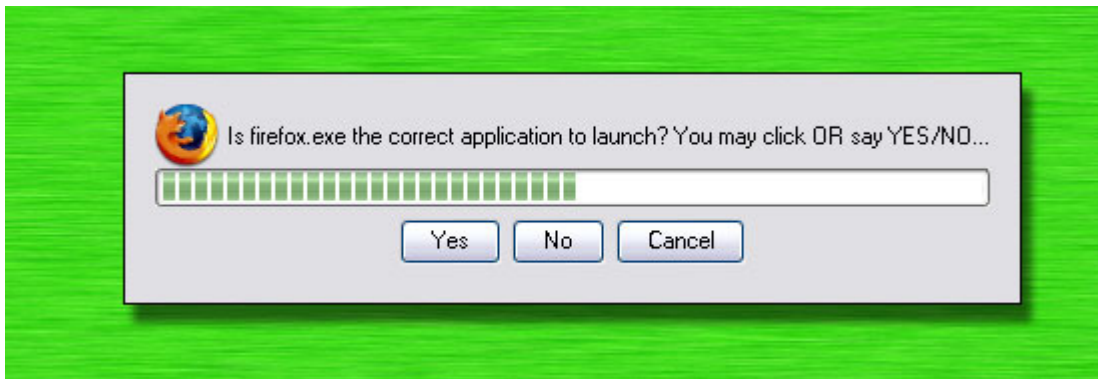 Is firefox.exe the correct application to launch? You may click OR say YES/NO...
Yes No Cancel